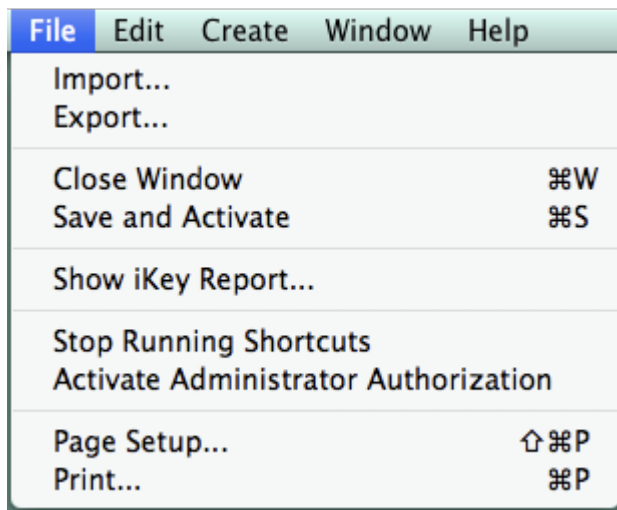 File Edit Create Window Help
Import...
Export...
Close Window ⌘W
Save and Activate ⌘S
Show iKey Report...
Stop Running Shortcuts
Activate Administrator Authorization
Page Setup... ⇧⌘P
Print... ⌘P